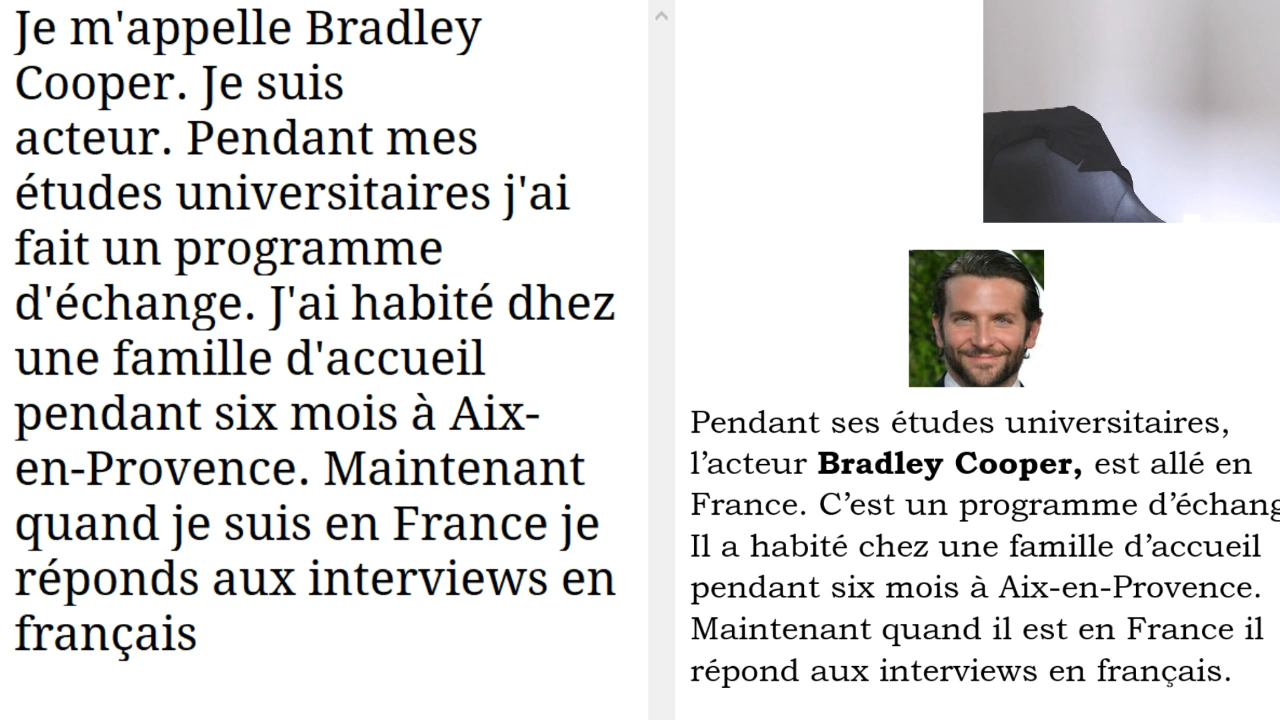 Je m'appelle Bradley
Cooper. Je suis
acteur. Pendant mes
études universitaires j'ai
fait un programme
d'échange. J'ai habité dhez
une famille d'accueil
pendant six mois à Aix-
en-Provence. Maintenant
quand je suis en France je
réponds aux interviews en
français
Pendant ses études universitaires,
l’acteur Bradley Cooper, est allé en
France. C’est un programme d’échang
Il a habité chez une famille d’accueil
pendant six mois à Aix-en-Provence.
Maintenant quand il est en France il
répond aux interviews en français.